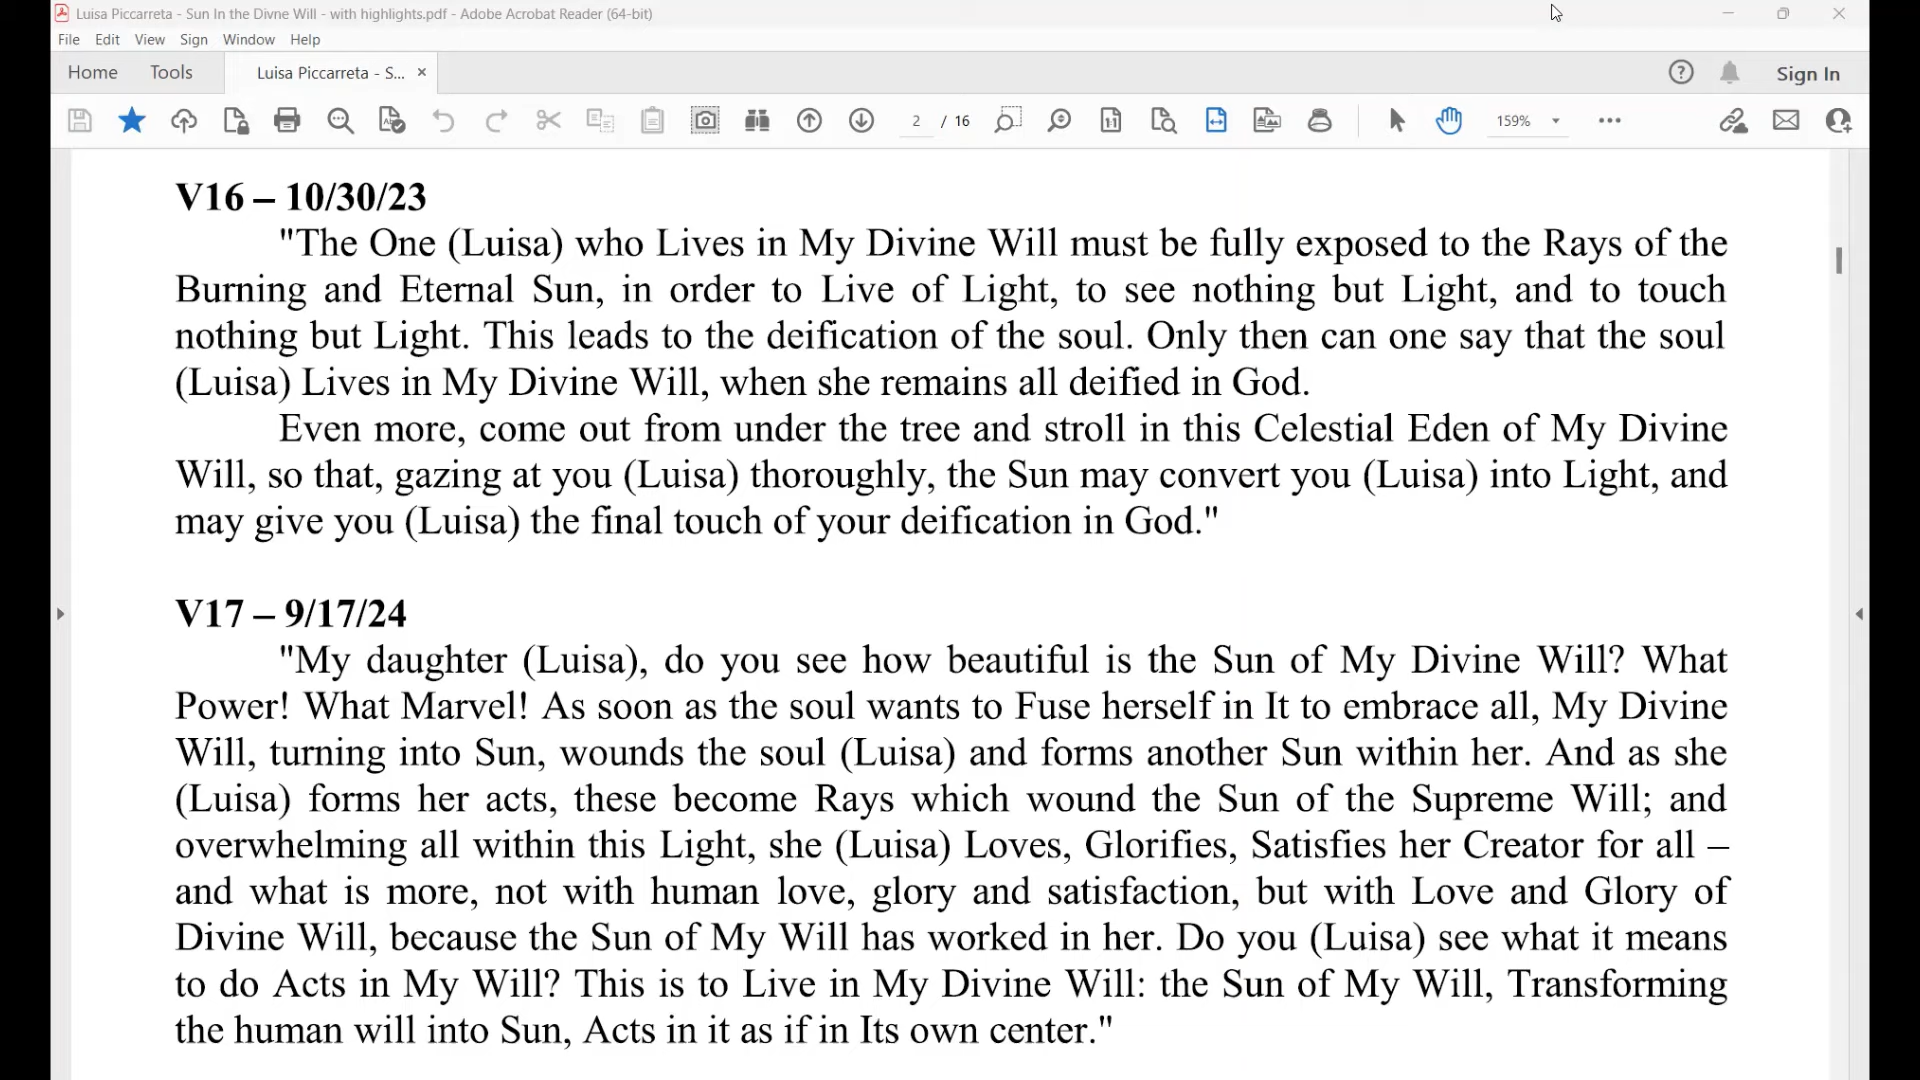 Luisa Piccarreta - Sun In the Divne Will - with highlights.pdf - Adobe Acrobat Reader (64-bit)
File Edit View Sign Window Help
Home Tools Luisa Piccarreta - S... × Sign In
2 / 16 159%
V16 – 10/30/23
"The One (Luisa) who Lives in My Divine Will must be fully exposed to the Rays of the
Burning and Eternal Sun, in order to Live of Light, to see nothing but Light, and to touch
nothing but Light. This leads to the deification of the soul. Only then can one say that the soul
(Luisa) Lives in My Divine Will, when she remains all deified in God.
Even more, come out from under the tree and stroll in this Celestial Eden of My Divine
Will, so that, gazing at you (Luisa) thoroughly, the Sun may convert you (Luisa) into Light, and
may give you (Luisa) the final touch of your deification in God."
V17 – 9/17/24
"My daughter (Luisa), do you see how beautiful is the Sun of My Divine Will? What
Power! What Marvel! As soon as the soul wants to Fuse herself in It to embrace all, My Divine
Will, turning into Sun, wounds the soul (Luisa) and forms another Sun within her. And as she
(Luisa) forms her acts, these become Rays which wound the Sun of the Supreme Will; and
overwhelming all within this Light, she (Luisa) Loves, Glorifies, Satisfies her Creator for all –
and what is more, not with human love, glory and satisfaction, but with Love and Glory of
Divine Will, because the Sun of My Will has worked in her. Do you (Luisa) see what it means
to do Acts in My Will? This is to Live in My Divine Will: the Sun of My Will, Transforming
the human will into Sun, Acts in it as if in Its own center."